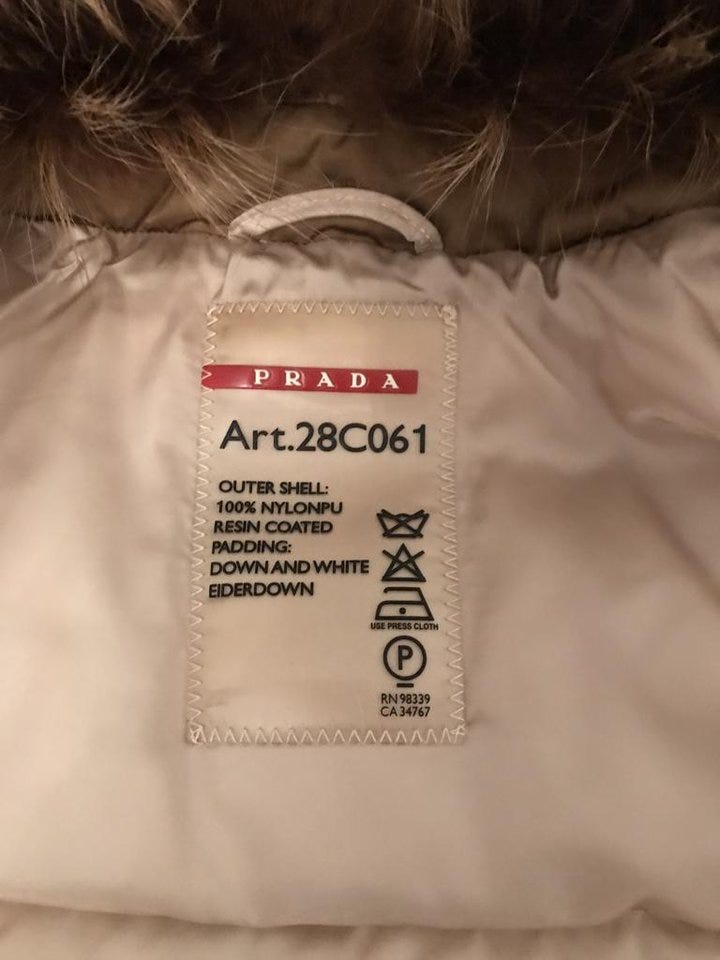 PRADA
Art.28C061
OUTER SHELL:
100% NYLONPU
RESIN COATED
PADDING:
DOWN AND WHITE
EIDERDOWN
USE PRESS CLOTH
P
RN 98339
CA 34767